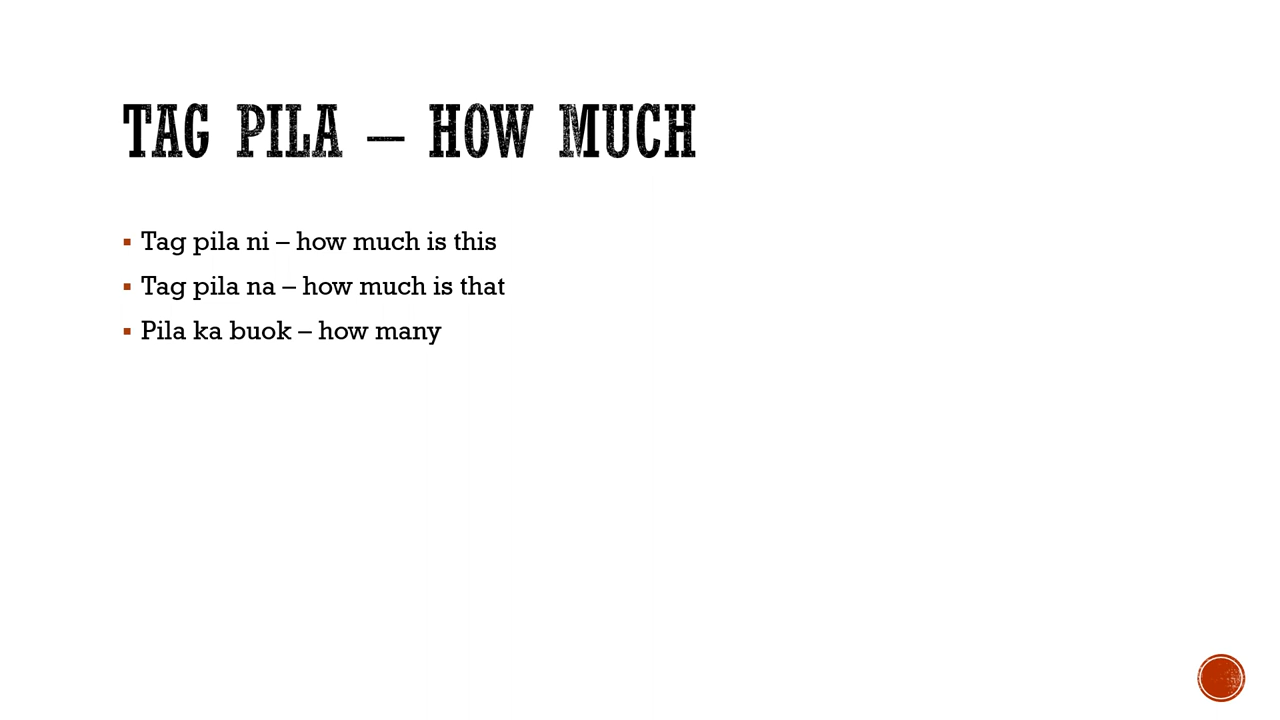 TAG PILA – HOW MUCH
Tag pila ni – how much is this
Tag pila na – how much is that
Pila ka buok – how many